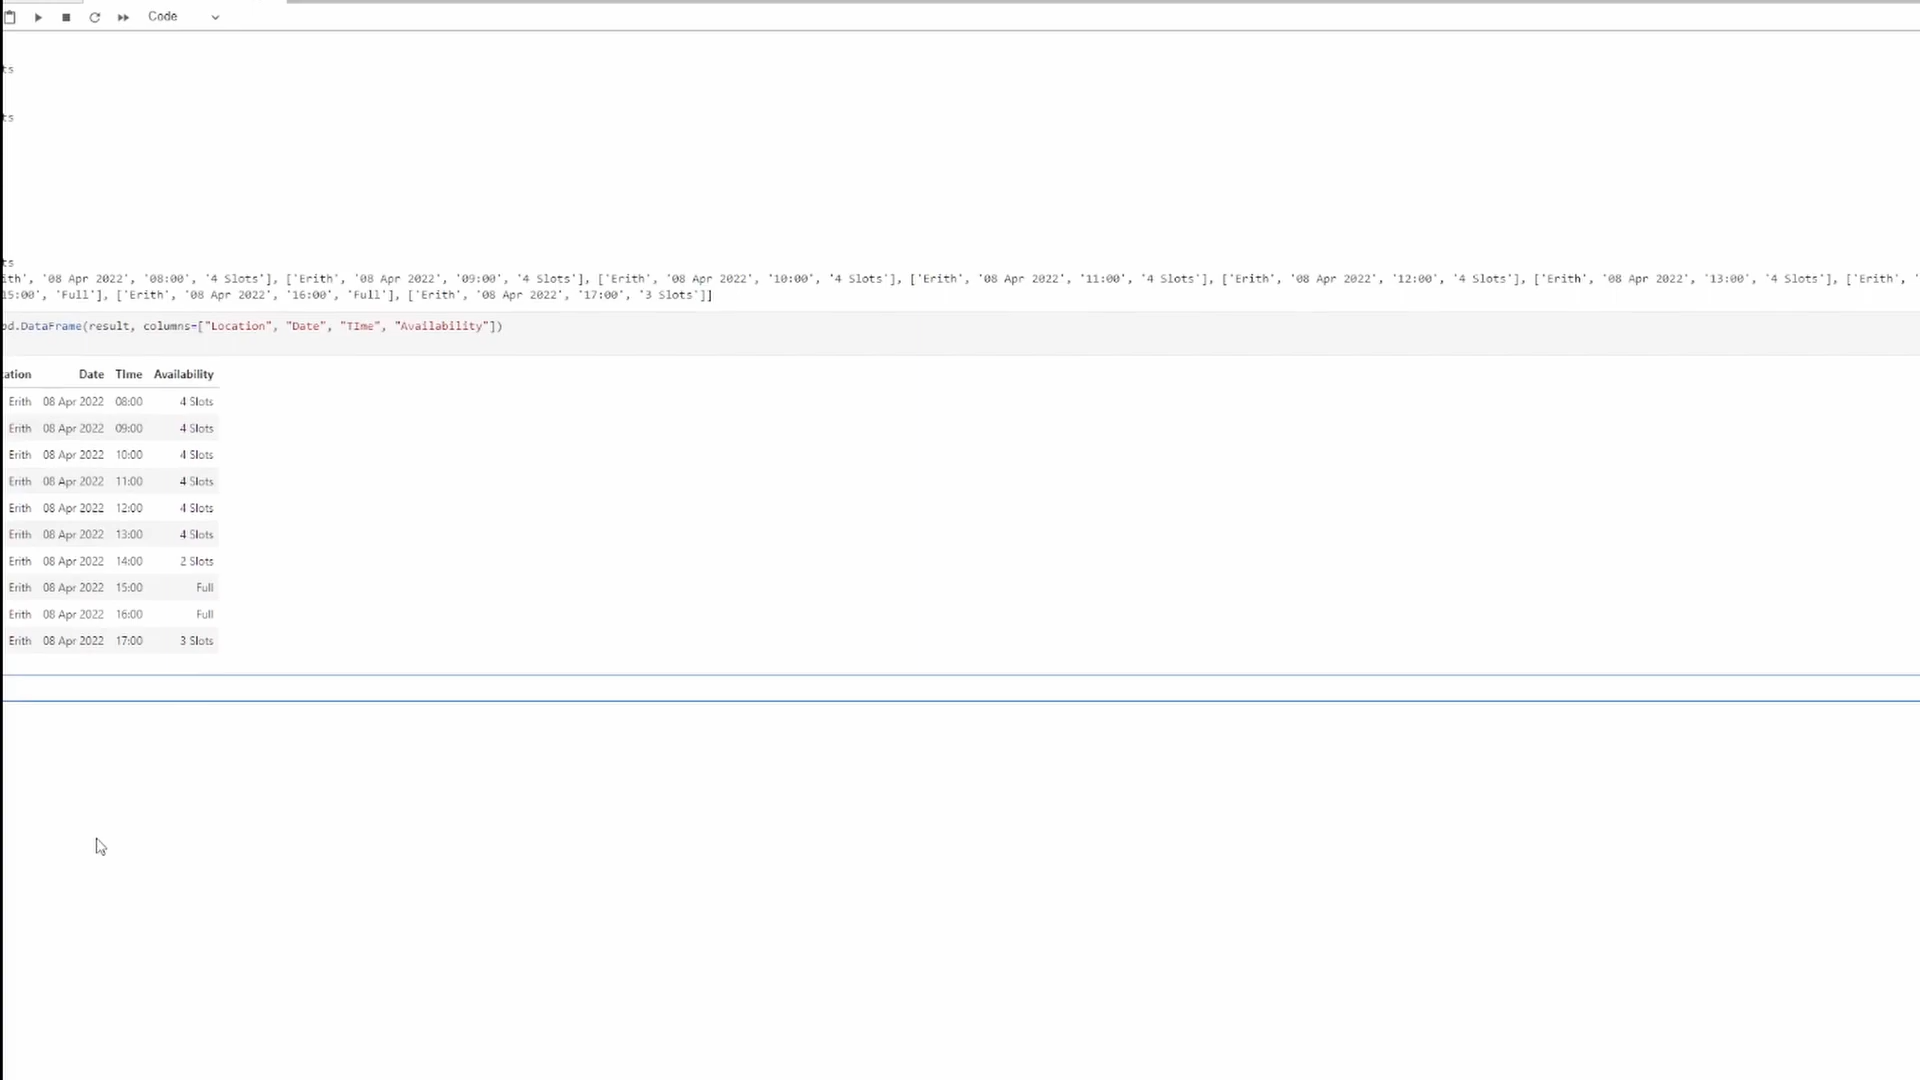 Code
ts
ts
ts
ith', '08 Apr 2022', '08:00', '4 Slots'], ['Erith', '08 Apr 2022', '09:00', '4 Slots'], ['Erith', '08 Apr 2022', '10:00', '4 Slots'], ['Erith', '08 Apr 2022', '11:00', '4 Slots'], ['Erith', '08 Apr 2022', '12:00', '4 Slots'], ['Erith', '08 Apr 2022', '13:00', '4 Slots'], ['Erith', '
15:00', 'Full'], ['Erith', '08 Apr 2022', '16:00', 'Full'], ['Erith', '08 Apr 2022', '17:00', '3 Slots']]
pd.DataFrame(result, columns=["Location", "Date", "TIme", "Availability"])
cation Date TIme Availability
Erith 08 Apr 2022 08:00 4 Slots
Erith 08 Apr 2022 09:00 4 Slots
Erith 08 Apr 2022 10:00 4 Slots
Erith 08 Apr 2022 11:00 4 Slots
Erith 08 Apr 2022 12:00 4 Slots
Erith 08 Apr 2022 13:00 4 Slots
Erith 08 Apr 2022 14:00 2 Slots
Erith 08 Apr 2022 15:00 Full
Erith 08 Apr 2022 16:00 Full
Erith 08 Apr 2022 17:00 3 Slots